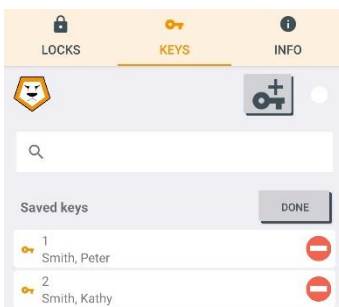 LOCKS KEYS INFO
Saved keys DONE
1
Smith, Peter
2
Smith, Kathy